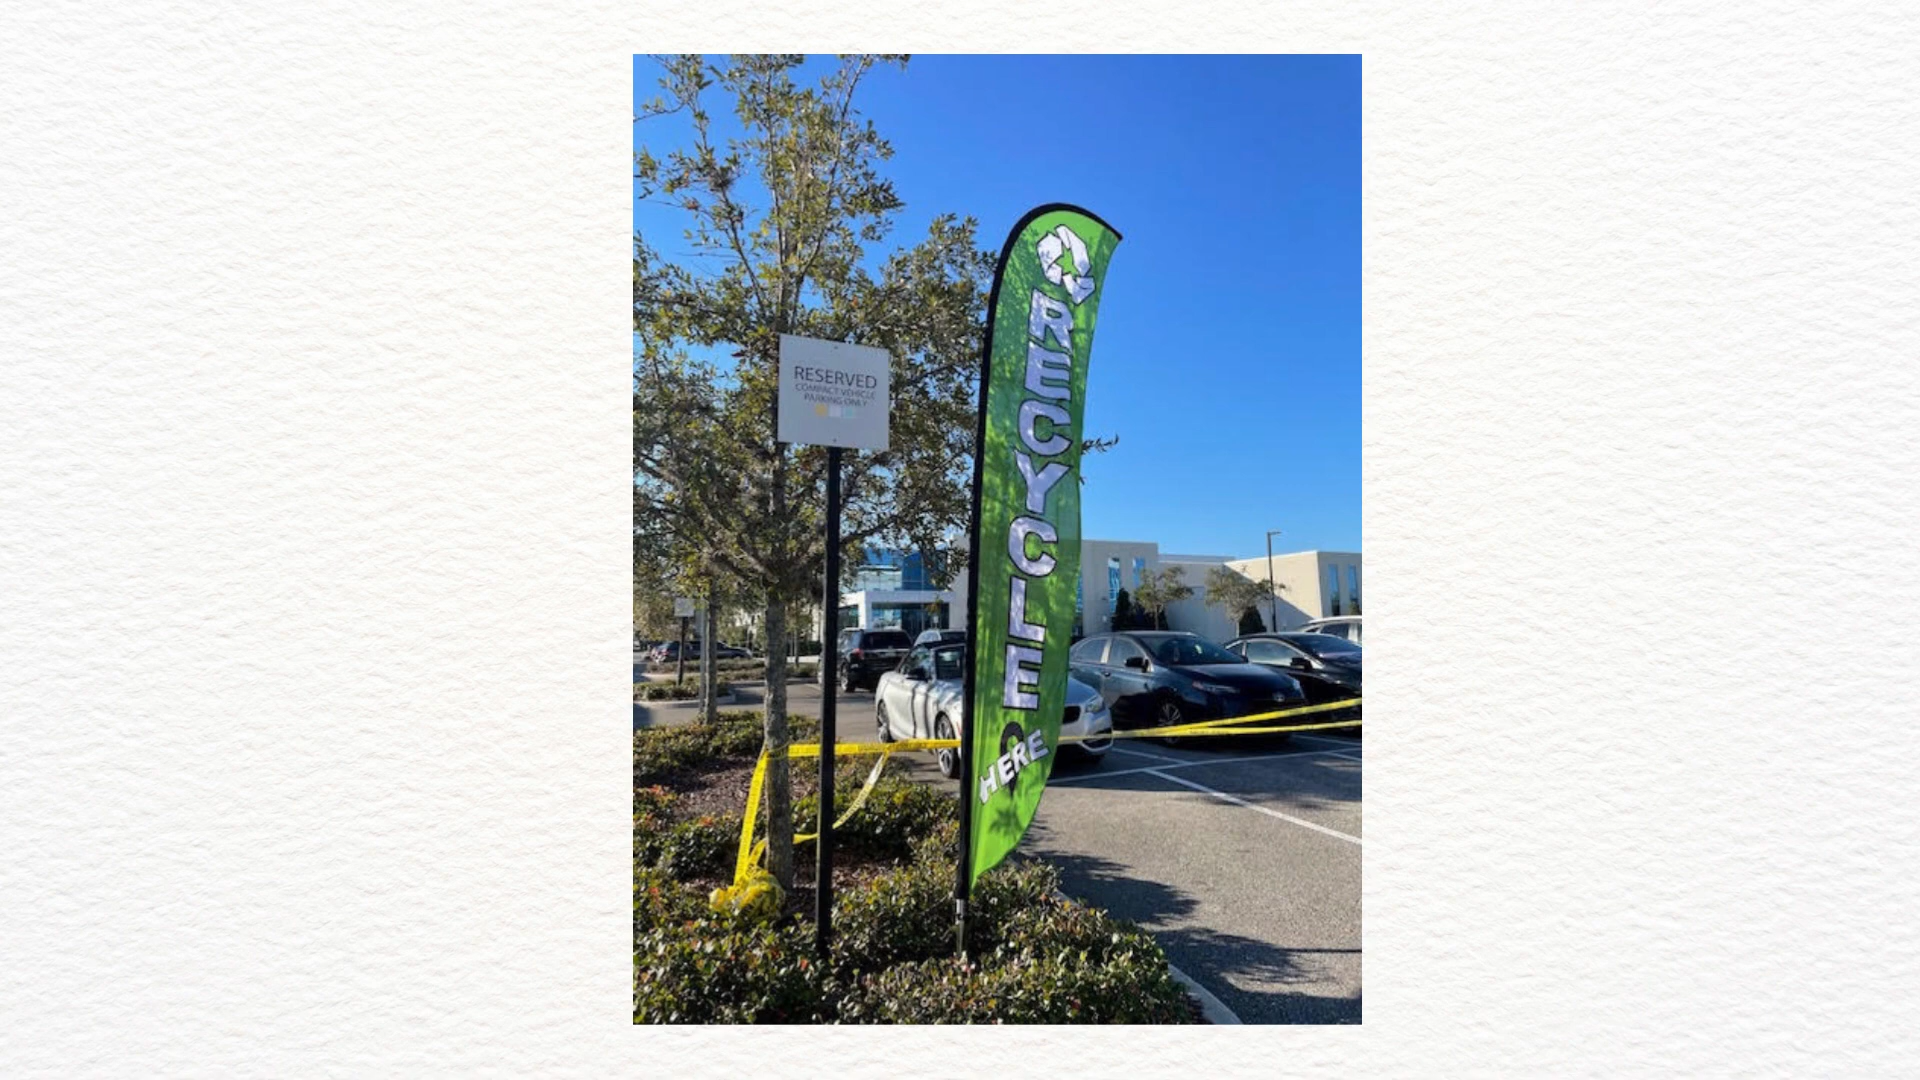 RESERVED
COMPACT VEHICLE
PARKING ONLY
RECYCLE
HERE